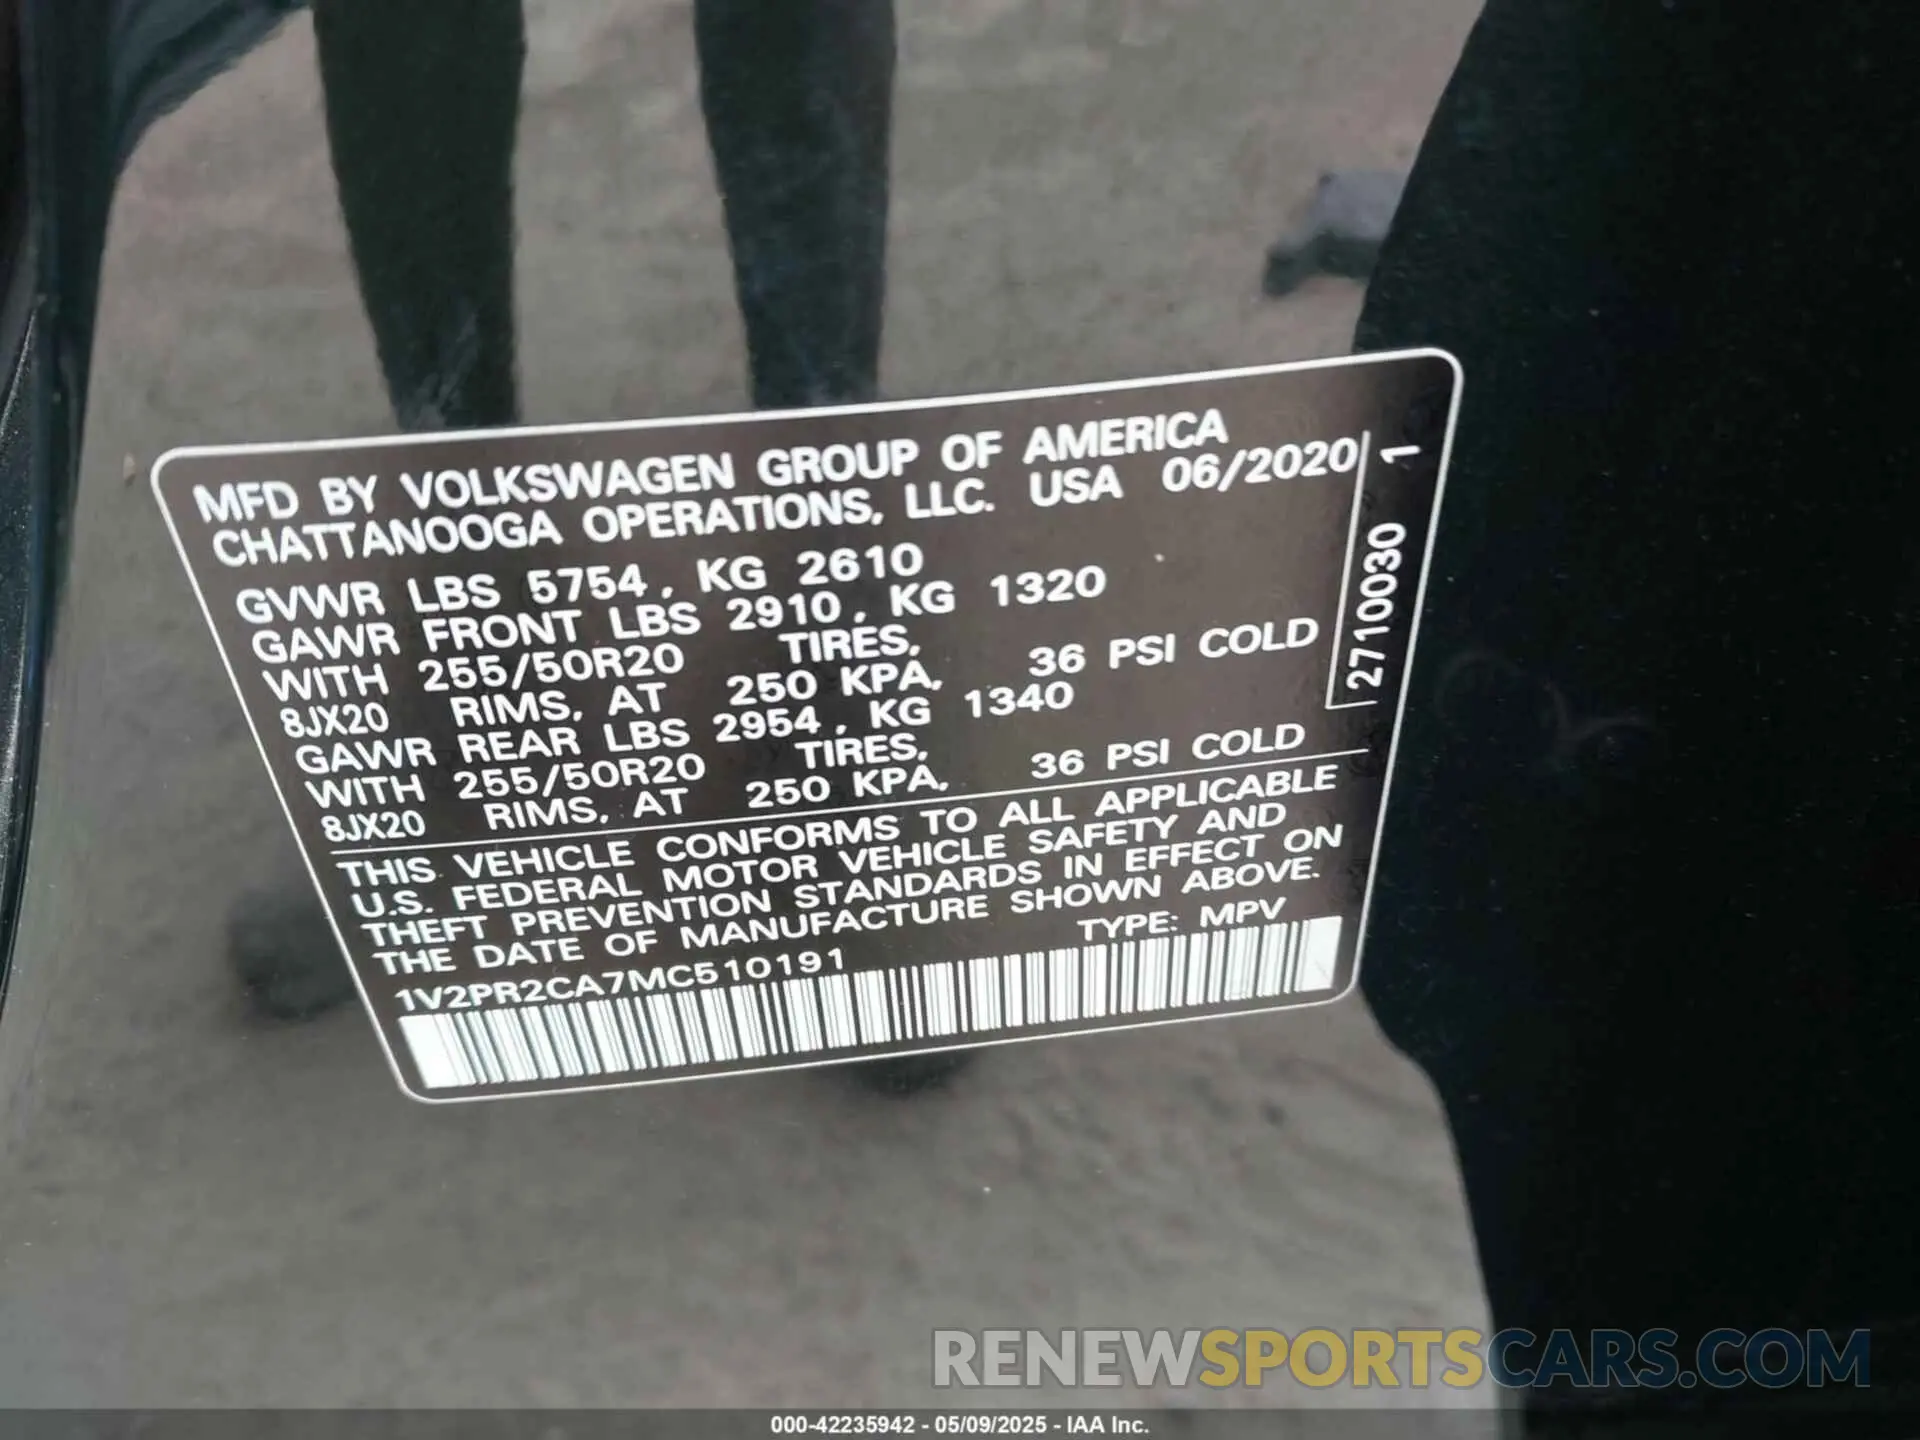 MFD BY VOLKSWAGEN GROUP OF AMERICA
CHATTANOOGA OPERATIONS, LLC. USA 06/2020
GVWR LBS 5754, KG 2610
GAWR FRONT LBS 2910, KG 1320
WITH 255/50R20 TIRES,
8JX20 RIMS, AT 250 KPA, 36 PSI COLD
GAWR REAR LBS 2954, KG 1340
WITH 255/50R20 TIRES,
8JX20 RIMS, AT 250 KPA, 36 PSI COLD
THIS VEHICLE CONFORMS TO ALL APPLICABLE
U.S. FEDERAL MOTOR VEHICLE SAFETY AND
THEFT PREVENTION STANDARDS IN EFFECT ON
THE DATE OF MANUFACTURE SHOWN ABOVE.
1V2PR2CA7MC510191 TYPE: MPV
2710030 1
RENEWSPORTSCARS.COM
000-42235942 - 05/09/2025 - IAA Inc.